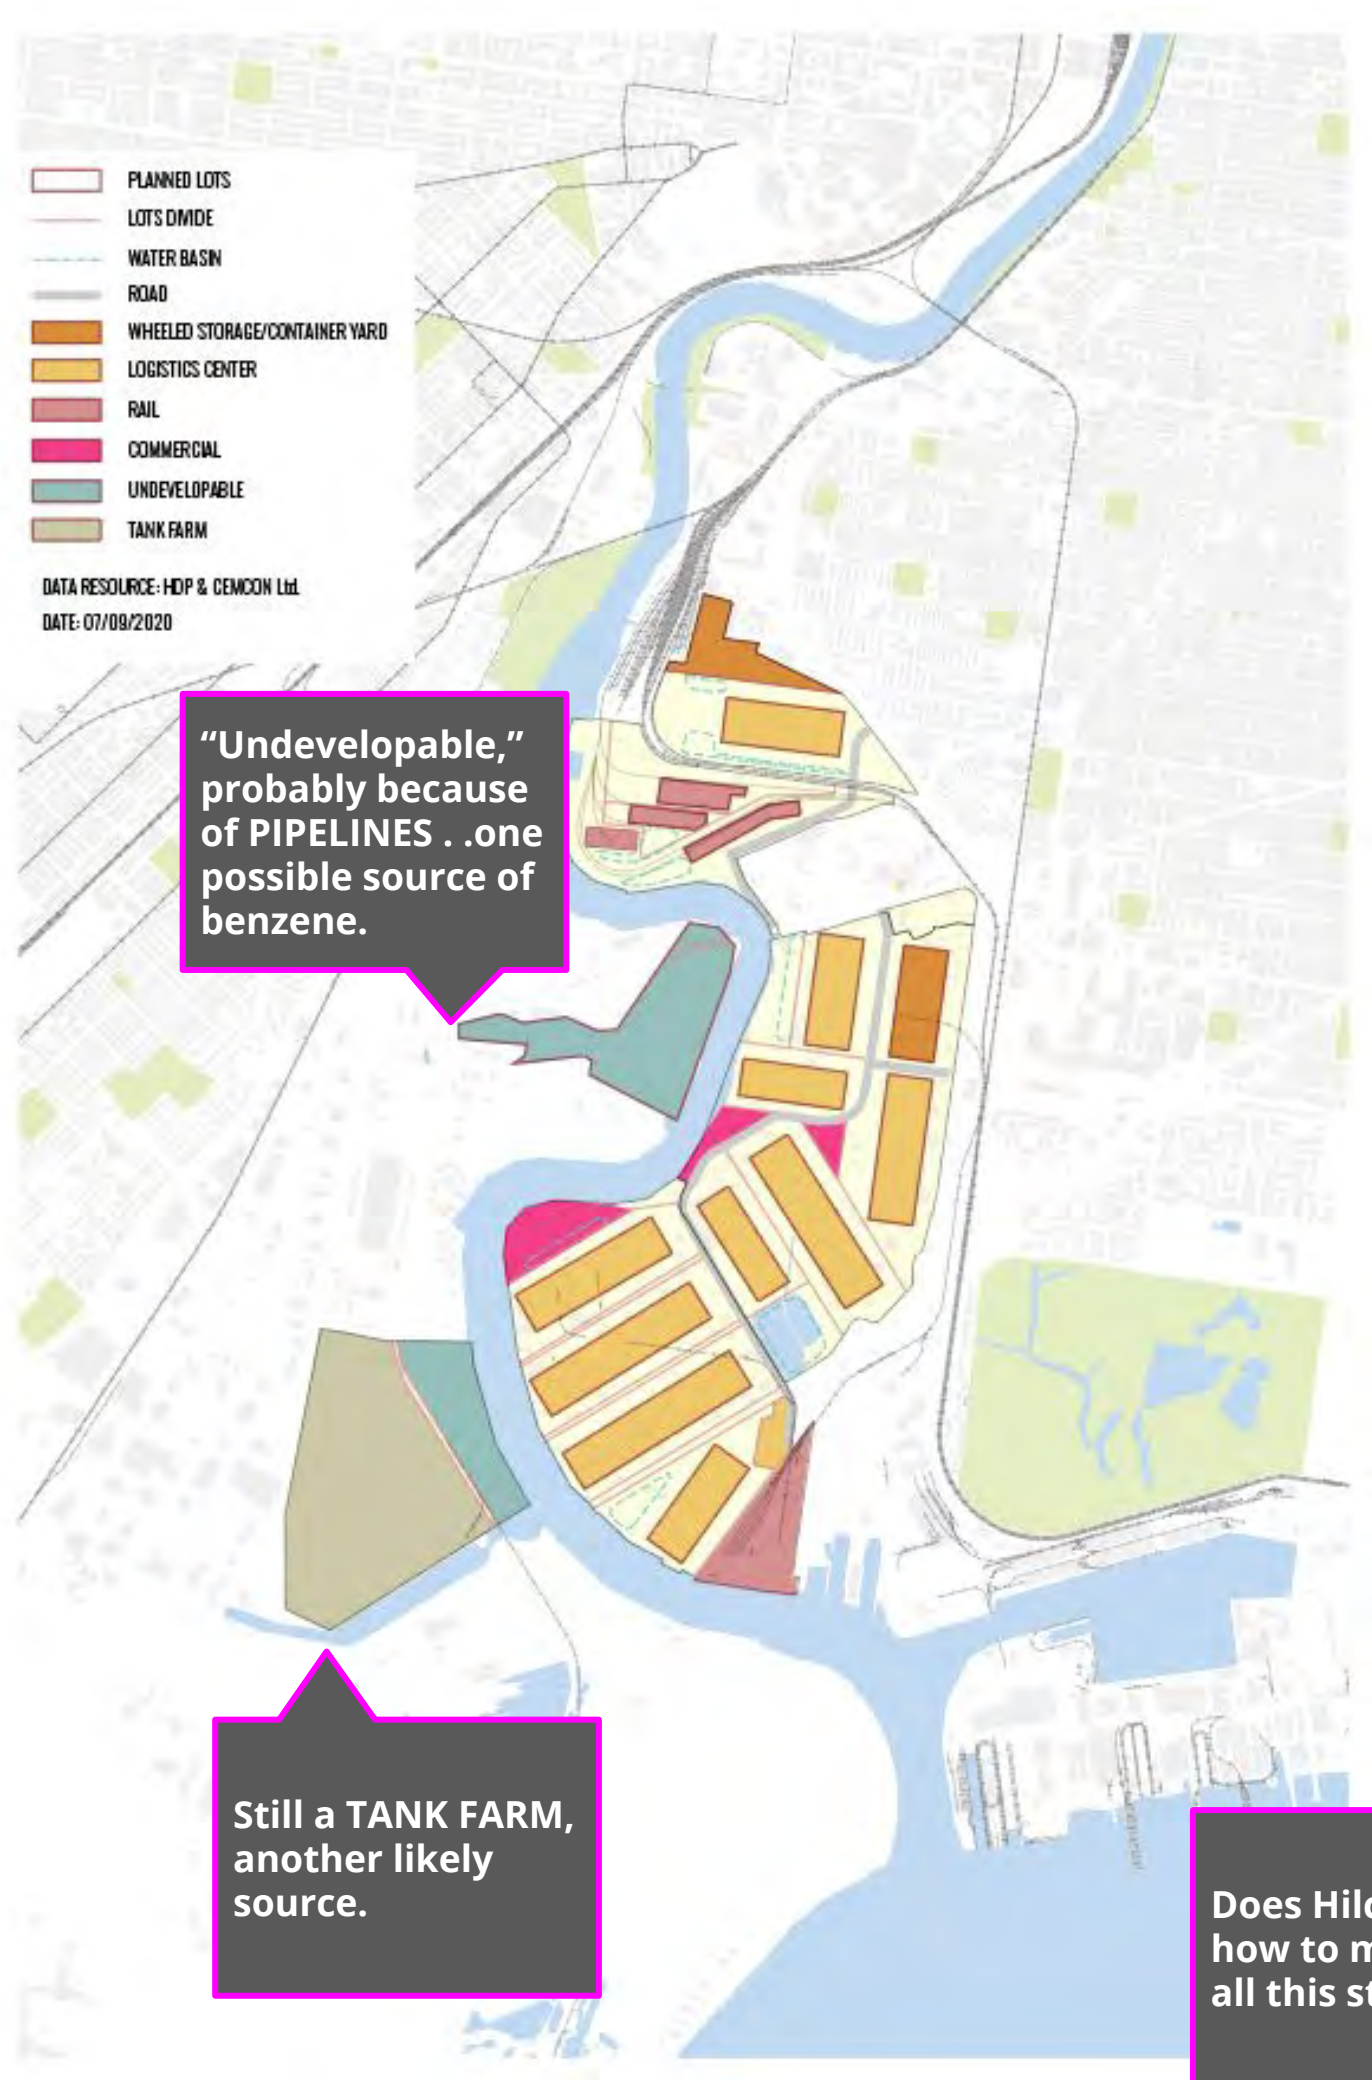 PLANNED LOTS
LOTS DIVIDE
WATER BASIN
ROAD
WHEELED STORAGE/CONTAINER YARD
LOGISTICS CENTER
RAIL
COMMERCIAL
UNDEVELOPABLE
TANK FARM
DATA RESOURCE: HDP & CEMCON Ltd.
DATE: 07/09/2020
“Undevelopable,”
probably because
of PIPELINES . .one
possible source of
benzene.
Still a TANK FARM,
another likely
source.
Does
how to
all this